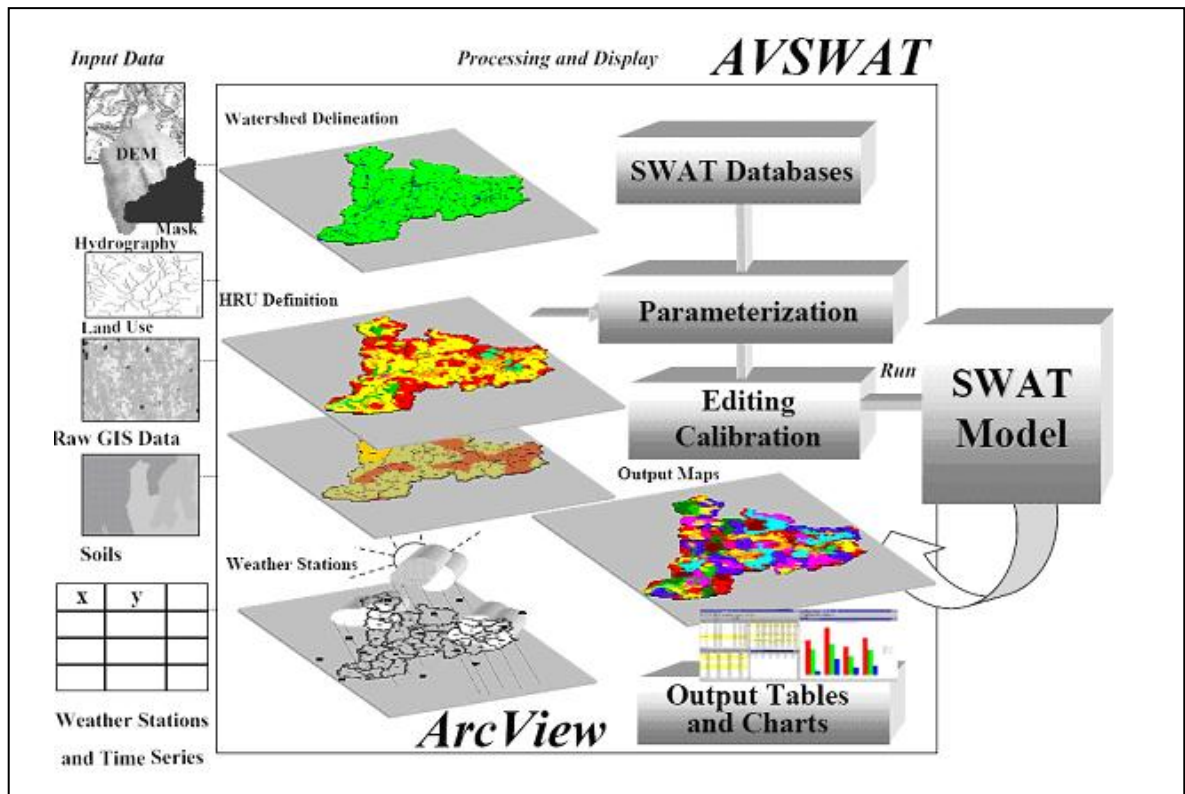 Input Data
Processing and Display
AVSWAT
DEM
Mask
Hydrography
Land Use
Raw GIS Data
Soils
x y
Weather Stations
and Time Series
Watershed Delineation
HRU Definition
Weather Stations
ArcView
SWAT Databases
Parameterization
Editing
Calibration
Run
SWAT
Model
Output Maps
Output Tables
and Charts